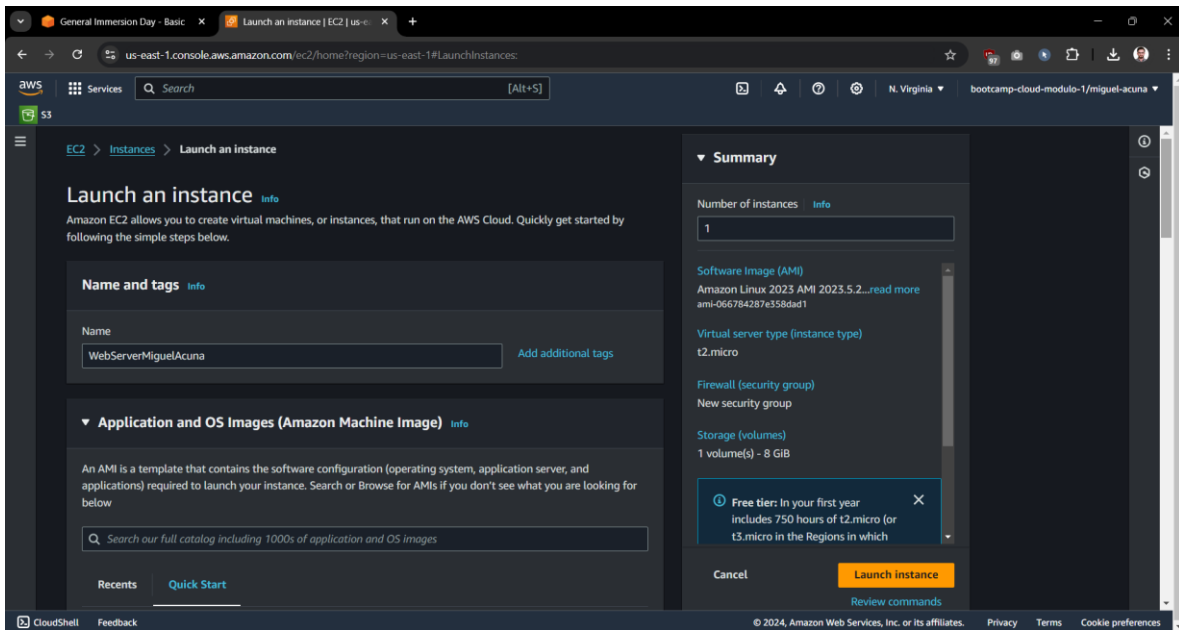 General Immersion Day - Basic
Launch an instance | EC2 | us-ea
us-east-1.console.aws.amazon.com/ec2/home?region=us-east-1#LaunchInstances:
97
aws
Services
Search
[Alt+S]
N. Virginia
bootcamp-cloud-modulo-1/miguel-acuna
S3
EC2 > Instances > Launch an instance
Launch an instance Info
Amazon EC2 allows you to create virtual machines, or instances, that run on the AWS Cloud. Quickly get started by
following the simple steps below.
Name and tags Info
Name
WebServerMiguelAcuna
Add additional tags
Application and OS Images (Amazon Machine Image) Info
An AMI is a template that contains the software configuration (operating system, application server, and
applications) required to launch your instance. Search or Browse for AMIs if you don't see what you are looking for
below
Search our full catalog including 1000s of application and OS images
Recents
Quick Start
Summary
Number of instances Info
1
Software Image (AMI)
Amazon Linux 2023 AMI 2023.5.2...read more
ami-066784287e358dad1
Virtual server type (instance type)
t2.micro
Firewall (security group)
New security group
Storage (volumes)
1 volume(s) - 8 GiB
Free tier: In your first year
includes 750 hours of t2.micro (or
t3.micro in the Regions in which
Cancel
Launch instance
Review commands
CloudShell
Feedback
© 2024, Amazon Web Services, Inc. or its affiliates.
Privacy
Terms
Cookie preferences